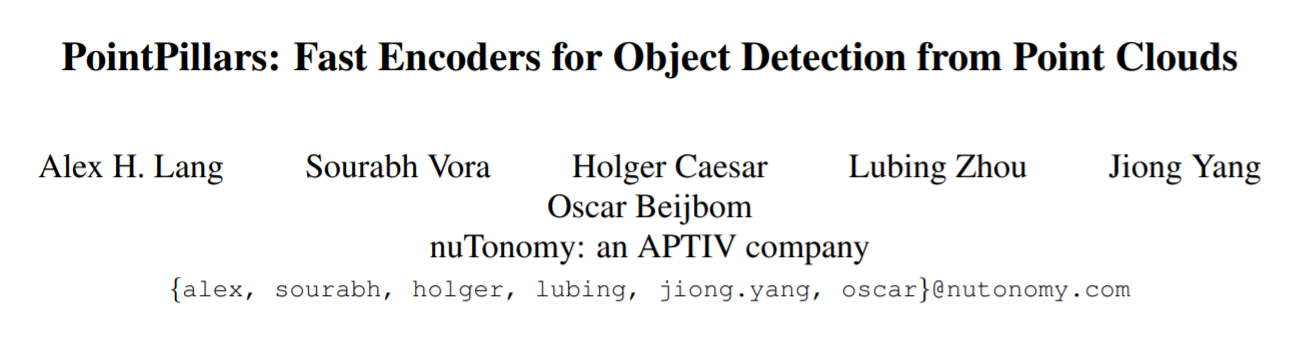 PointPillars: Fast Encoders for Object Detection from Point Clouds
Alex H. Lang Sourabh Vora Holger Caesar Lubing Zhou Jiong Yang
Oscar Beijbom
nuTonomy: an APTIV company
{alex, sourabh, holger, lubing, jiong.yang, oscar}@nutonomy.com